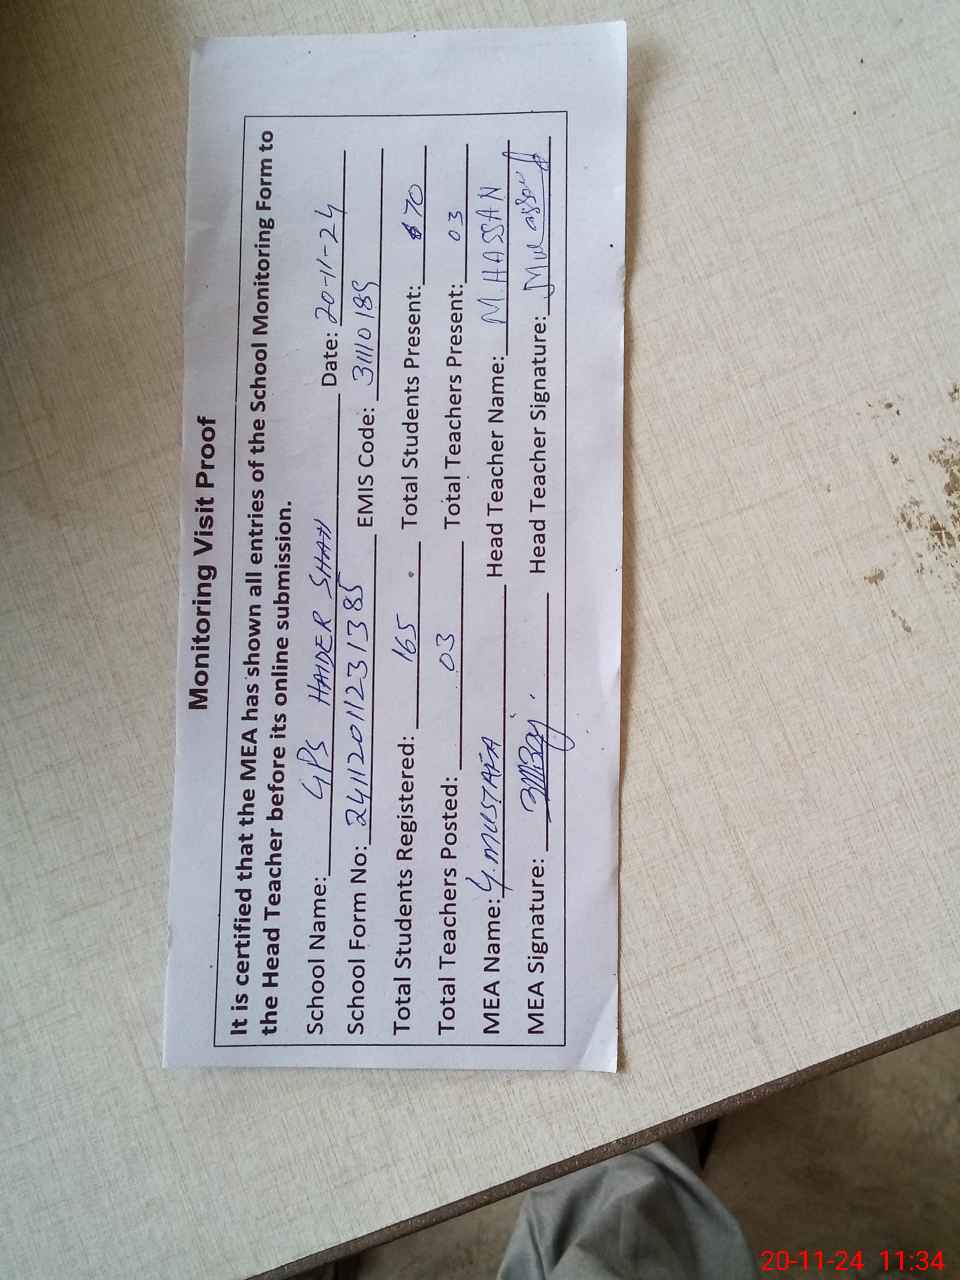 Monitoring Visit Proof
It is certified that the MEA has shown all entries of the School Monitoring Form to
the Head Teacher before its online submission.
School Name: GPS HAIDER SHAH Date: 20-11-24
School Form No: 24112011231385 EMIS Code: 31110189
Total Students Registered: 165 Total Students Present: 70
Total Teachers Posted: 03 Total Teachers Present: 03
MEA Name: G.MUSTAFA Head Teacher Name: M.HASSAN
MEA Signature: Head Teacher Signature:
20-11-24 11:34